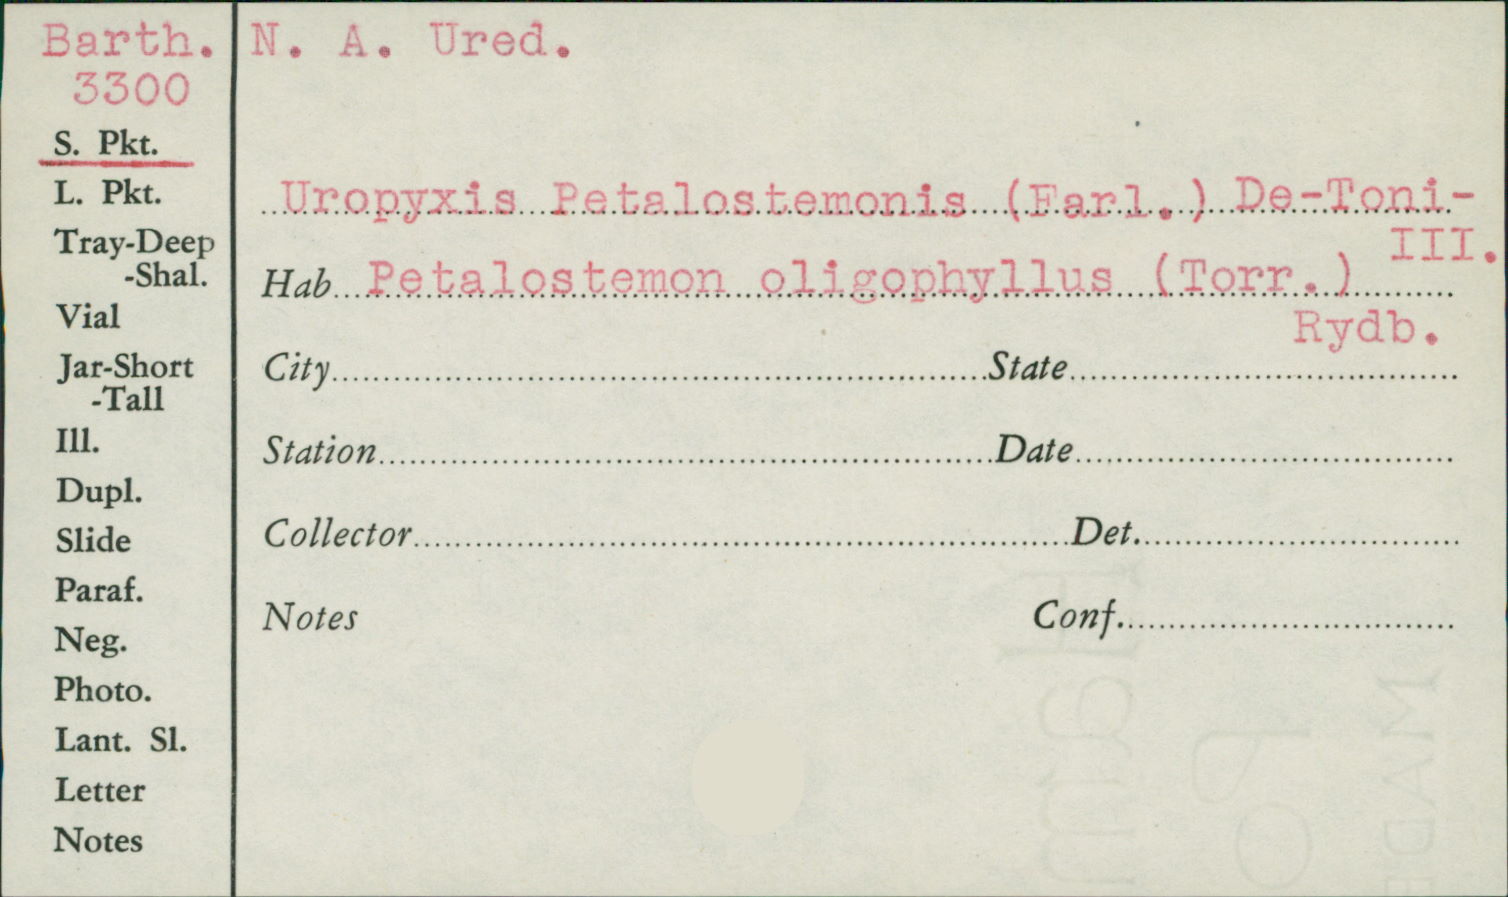 Barth. N. A. Ured.
3300
S. Pkt.
L. Pkt.
Tray-Deep
-Shal.
Vial
Jar-Short
-Tall
Ill.
Dupl.
Slide
Paraf.
Neg.
Photo.
Lant. Sl.
Letter
Notes
Uropyxis Petalostemonis (Farl.) De-Toni-
III.
Hab Petalostemon oligophyllus (Torr.)
Rydb.
City State
Station Date
Collector Det.
Notes Conf.